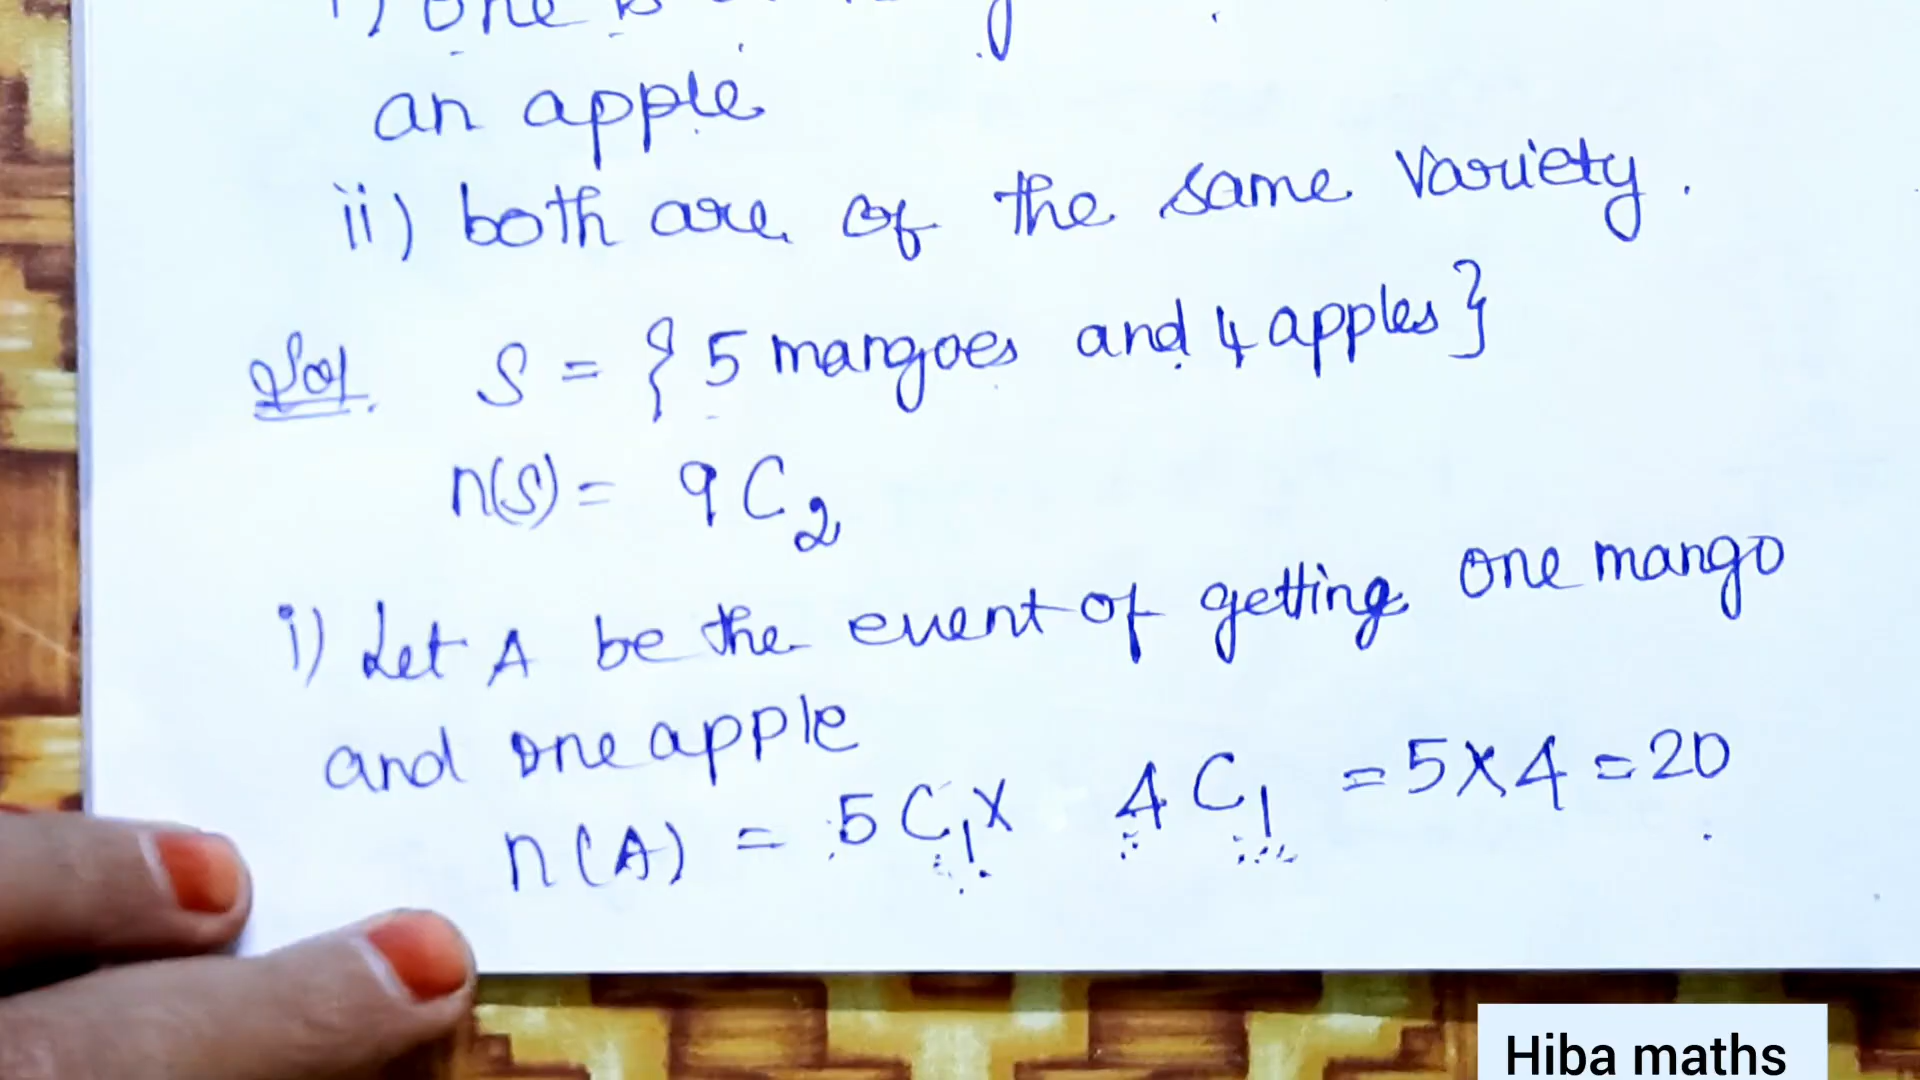 i) One
an apple
ii) both are of the same variety.
Sol. S = { 5 mangoes and 4 apples }
n(S) = 9C₂
i) Let A be the event of getting one mango
and one apple
n(A) = 5C₁ X 4C₁ = 5X4 = 20
Hiba maths